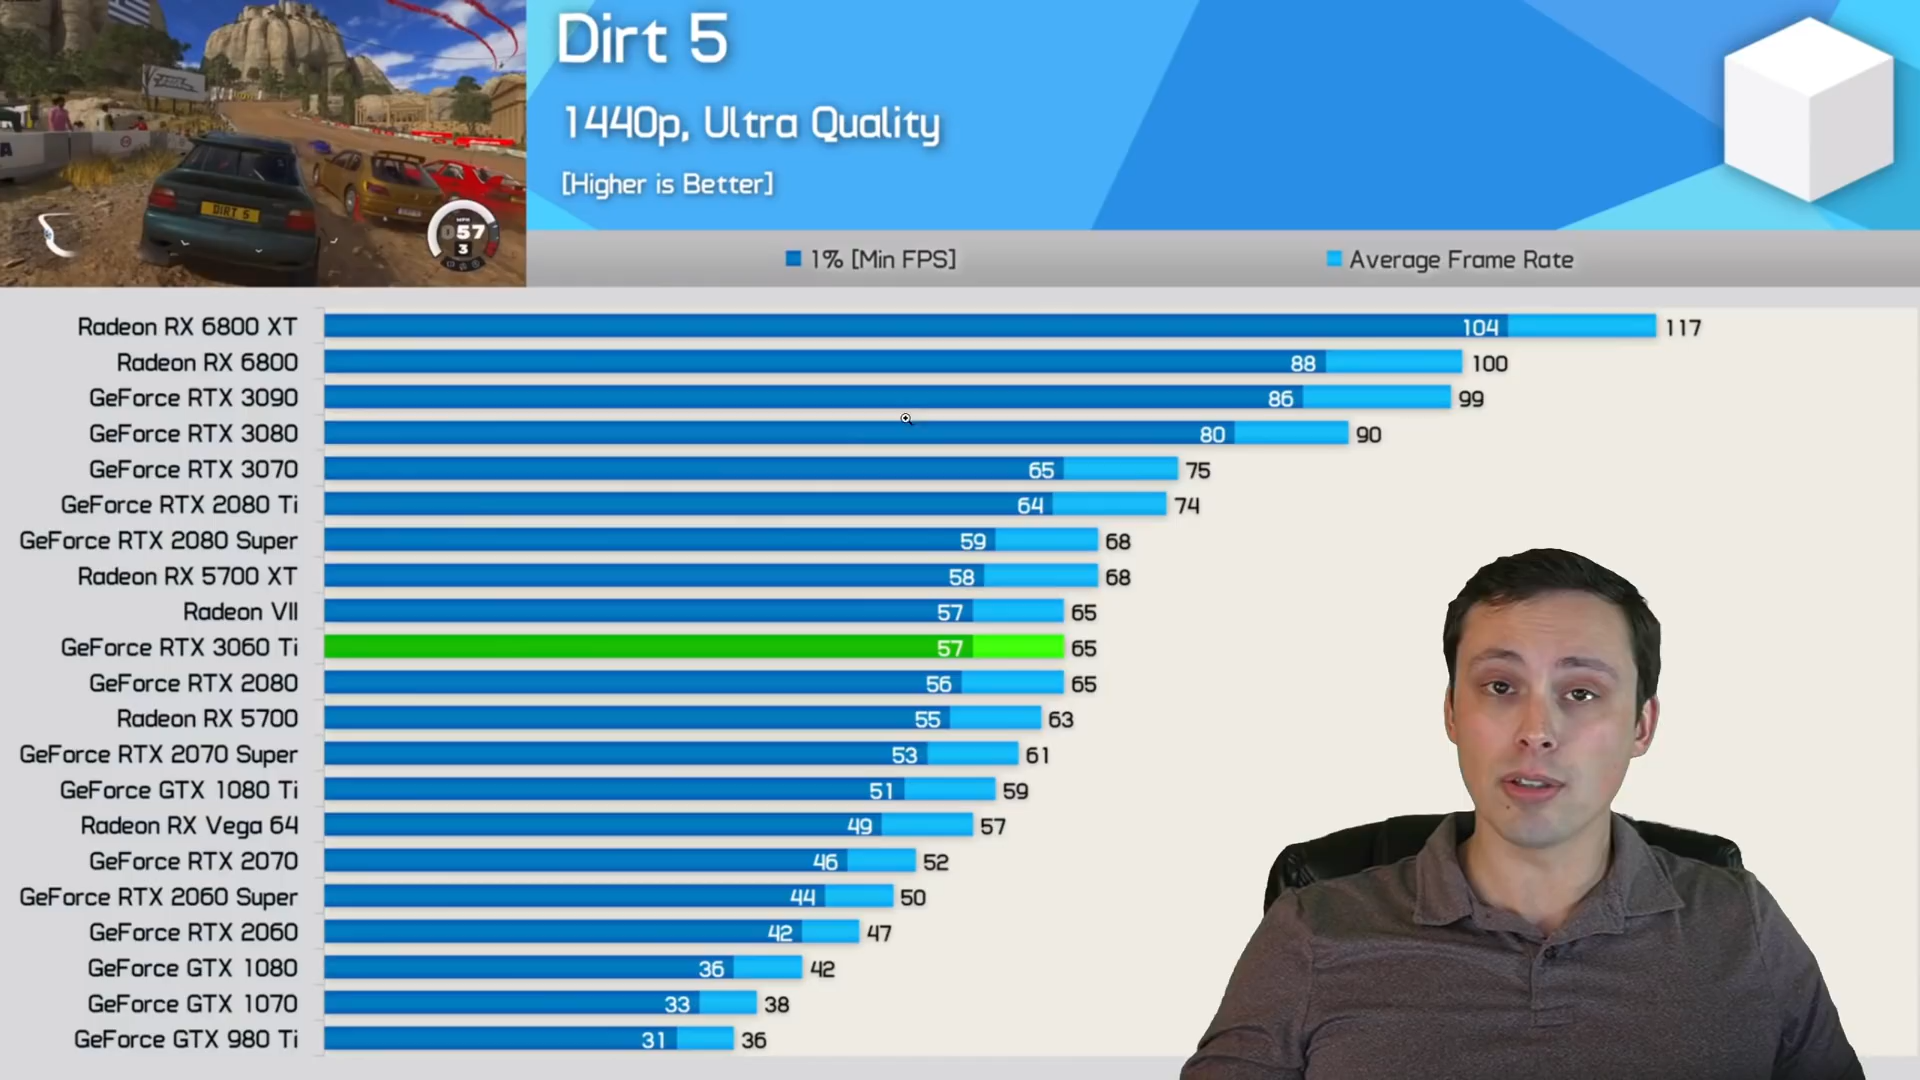 Dirt 5
1440p, Ultra Quality
[Higher is Better]
DIRT 5
057
3
1% [Min FPS]
Average Frame Rate
Radeon RX 6800 XT 104 117
Radeon RX 6800 88 100
GeForce RTX 3090 86 99
GeForce RTX 3080 80 90
GeForce RTX 3070 65 75
GeForce RTX 2080 Ti 64 74
GeForce RTX 2080 Super 59 68
Radeon RX 5700 XT 58 68
Radeon VII 57 65
GeForce RTX 3060 Ti 57 65
GeForce RTX 2080 56 65
Radeon RX 5700 55 63
GeForce RTX 2070 Super 53 61
GeForce GTX 1080 Ti 51 59
Radeon RX Vega 64 49 57
GeForce RTX 2070 46 52
GeForce RTX 2060 Super 44 50
GeForce RTX 2060 42 47
GeForce GTX 1080 36 42
GeForce GTX 1070 33 38
GeForce GTX 980 Ti 31 36